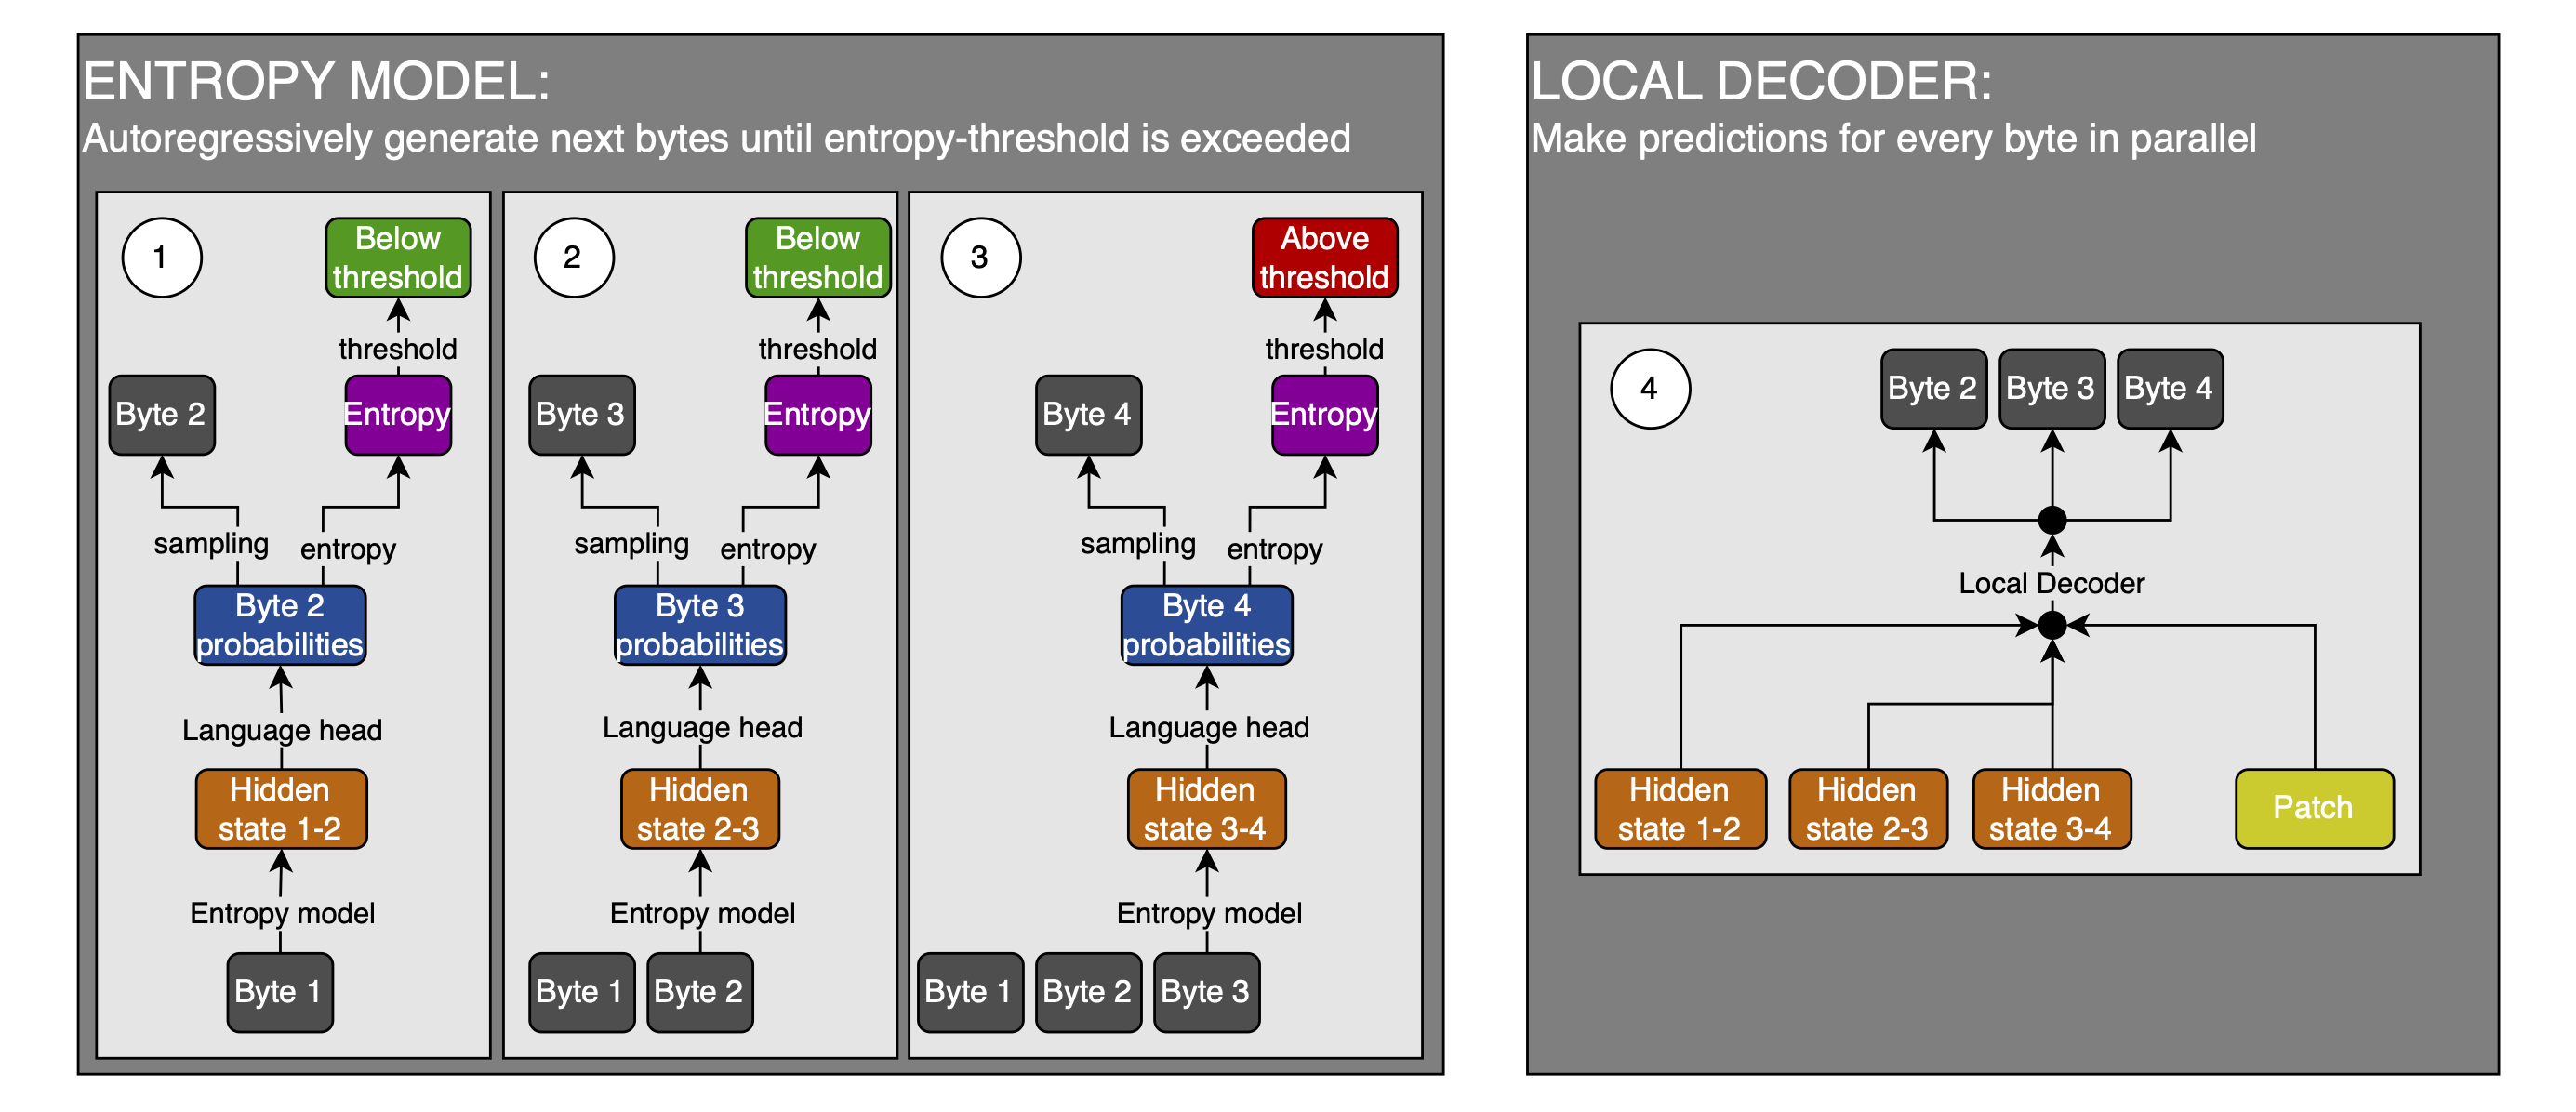 ENTROPY MODEL:
Autoregressively generate next bytes until entropy-threshold is exceeded
1
Below
threshold
threshold
Byte 2
Entropy
sampling
entropy
Byte 2
probabilities
Language head
Hidden
state 1-2
Entropy model
Byte 1
2
Below
threshold
threshold
Byte 3
Entropy
sampling
entropy
Byte 3
probabilities
Language head
Hidden
state 2-3
Entropy model
Byte 1
Byte 2
3
Above
threshold
threshold
Byte 4
Entropy
sampling
entropy
Byte 4
probabilities
Language head
Hidden
state 3-4
Entropy model
Byte 1
Byte 2
Byte 3
LOCAL DECODER:
Make predictions for every byte in parallel
4
Byte 2
Byte 3
Byte 4
Local Decoder
Hidden
state 1-2
Hidden
state 2-3
Hidden
state 3-4
Patch